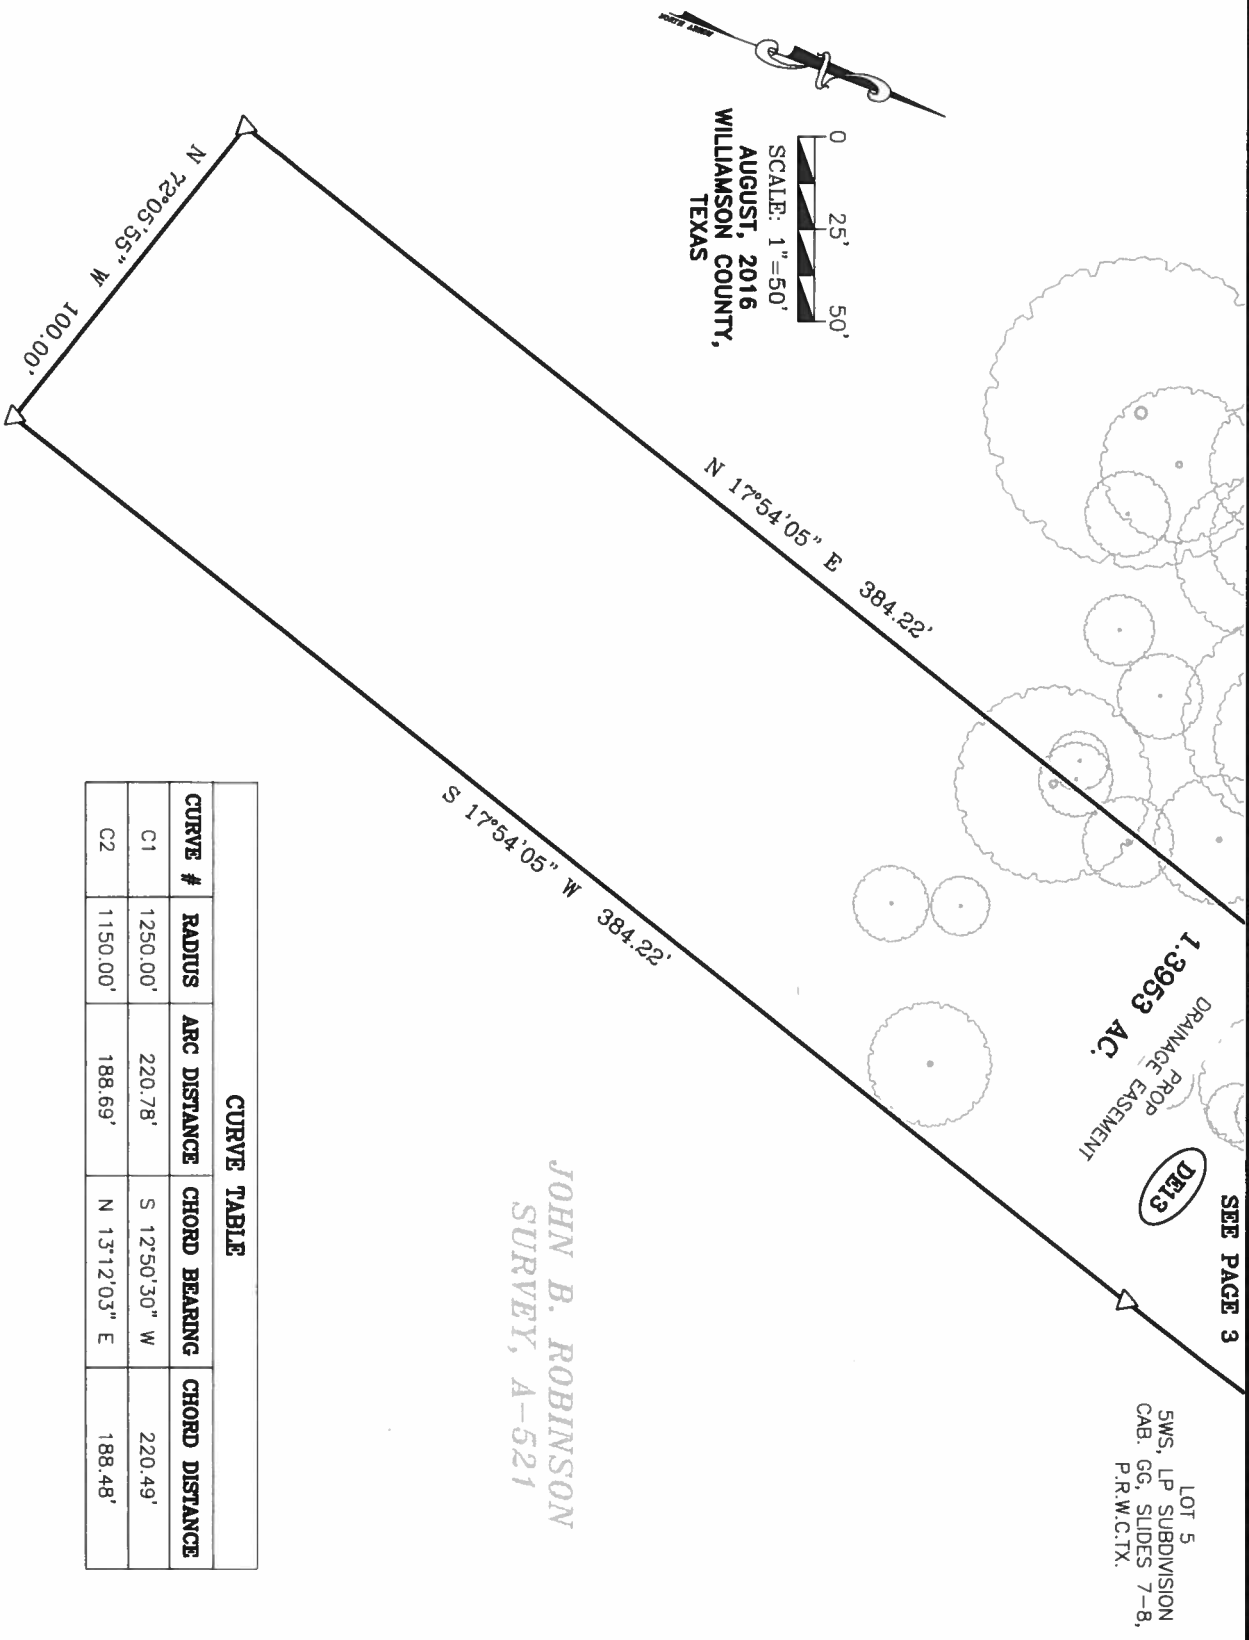 NORTH ARROW
0 25' 50'
SCALE: 1"=50'
AUGUST, 2016
WILLIAMSON COUNTY,
TEXAS
N 72°05'55" W 100.00'
N 17°54'05" E 384.22'
S 17°54'05" W 384.22'
1.3953 AC.
PROP
DRAINAGE EASEMENT
DE13
SEE PAGE 3
LOT 5
5WS, LP SUBDIVISION
CAB. GG, SLIDES 7-8,
P.R.W.C.TX.
JOHN B. ROBINSON
SURVEY, A-521
CURVE TABLE
CURVE # RADIUS ARC DISTANCE CHORD BEARING CHORD DISTANCE
C1 1250.00' 220.78' S 12°50'30" W 220.49'
C2 1150.00' 188.69' N 13°12'03" E 188.48'